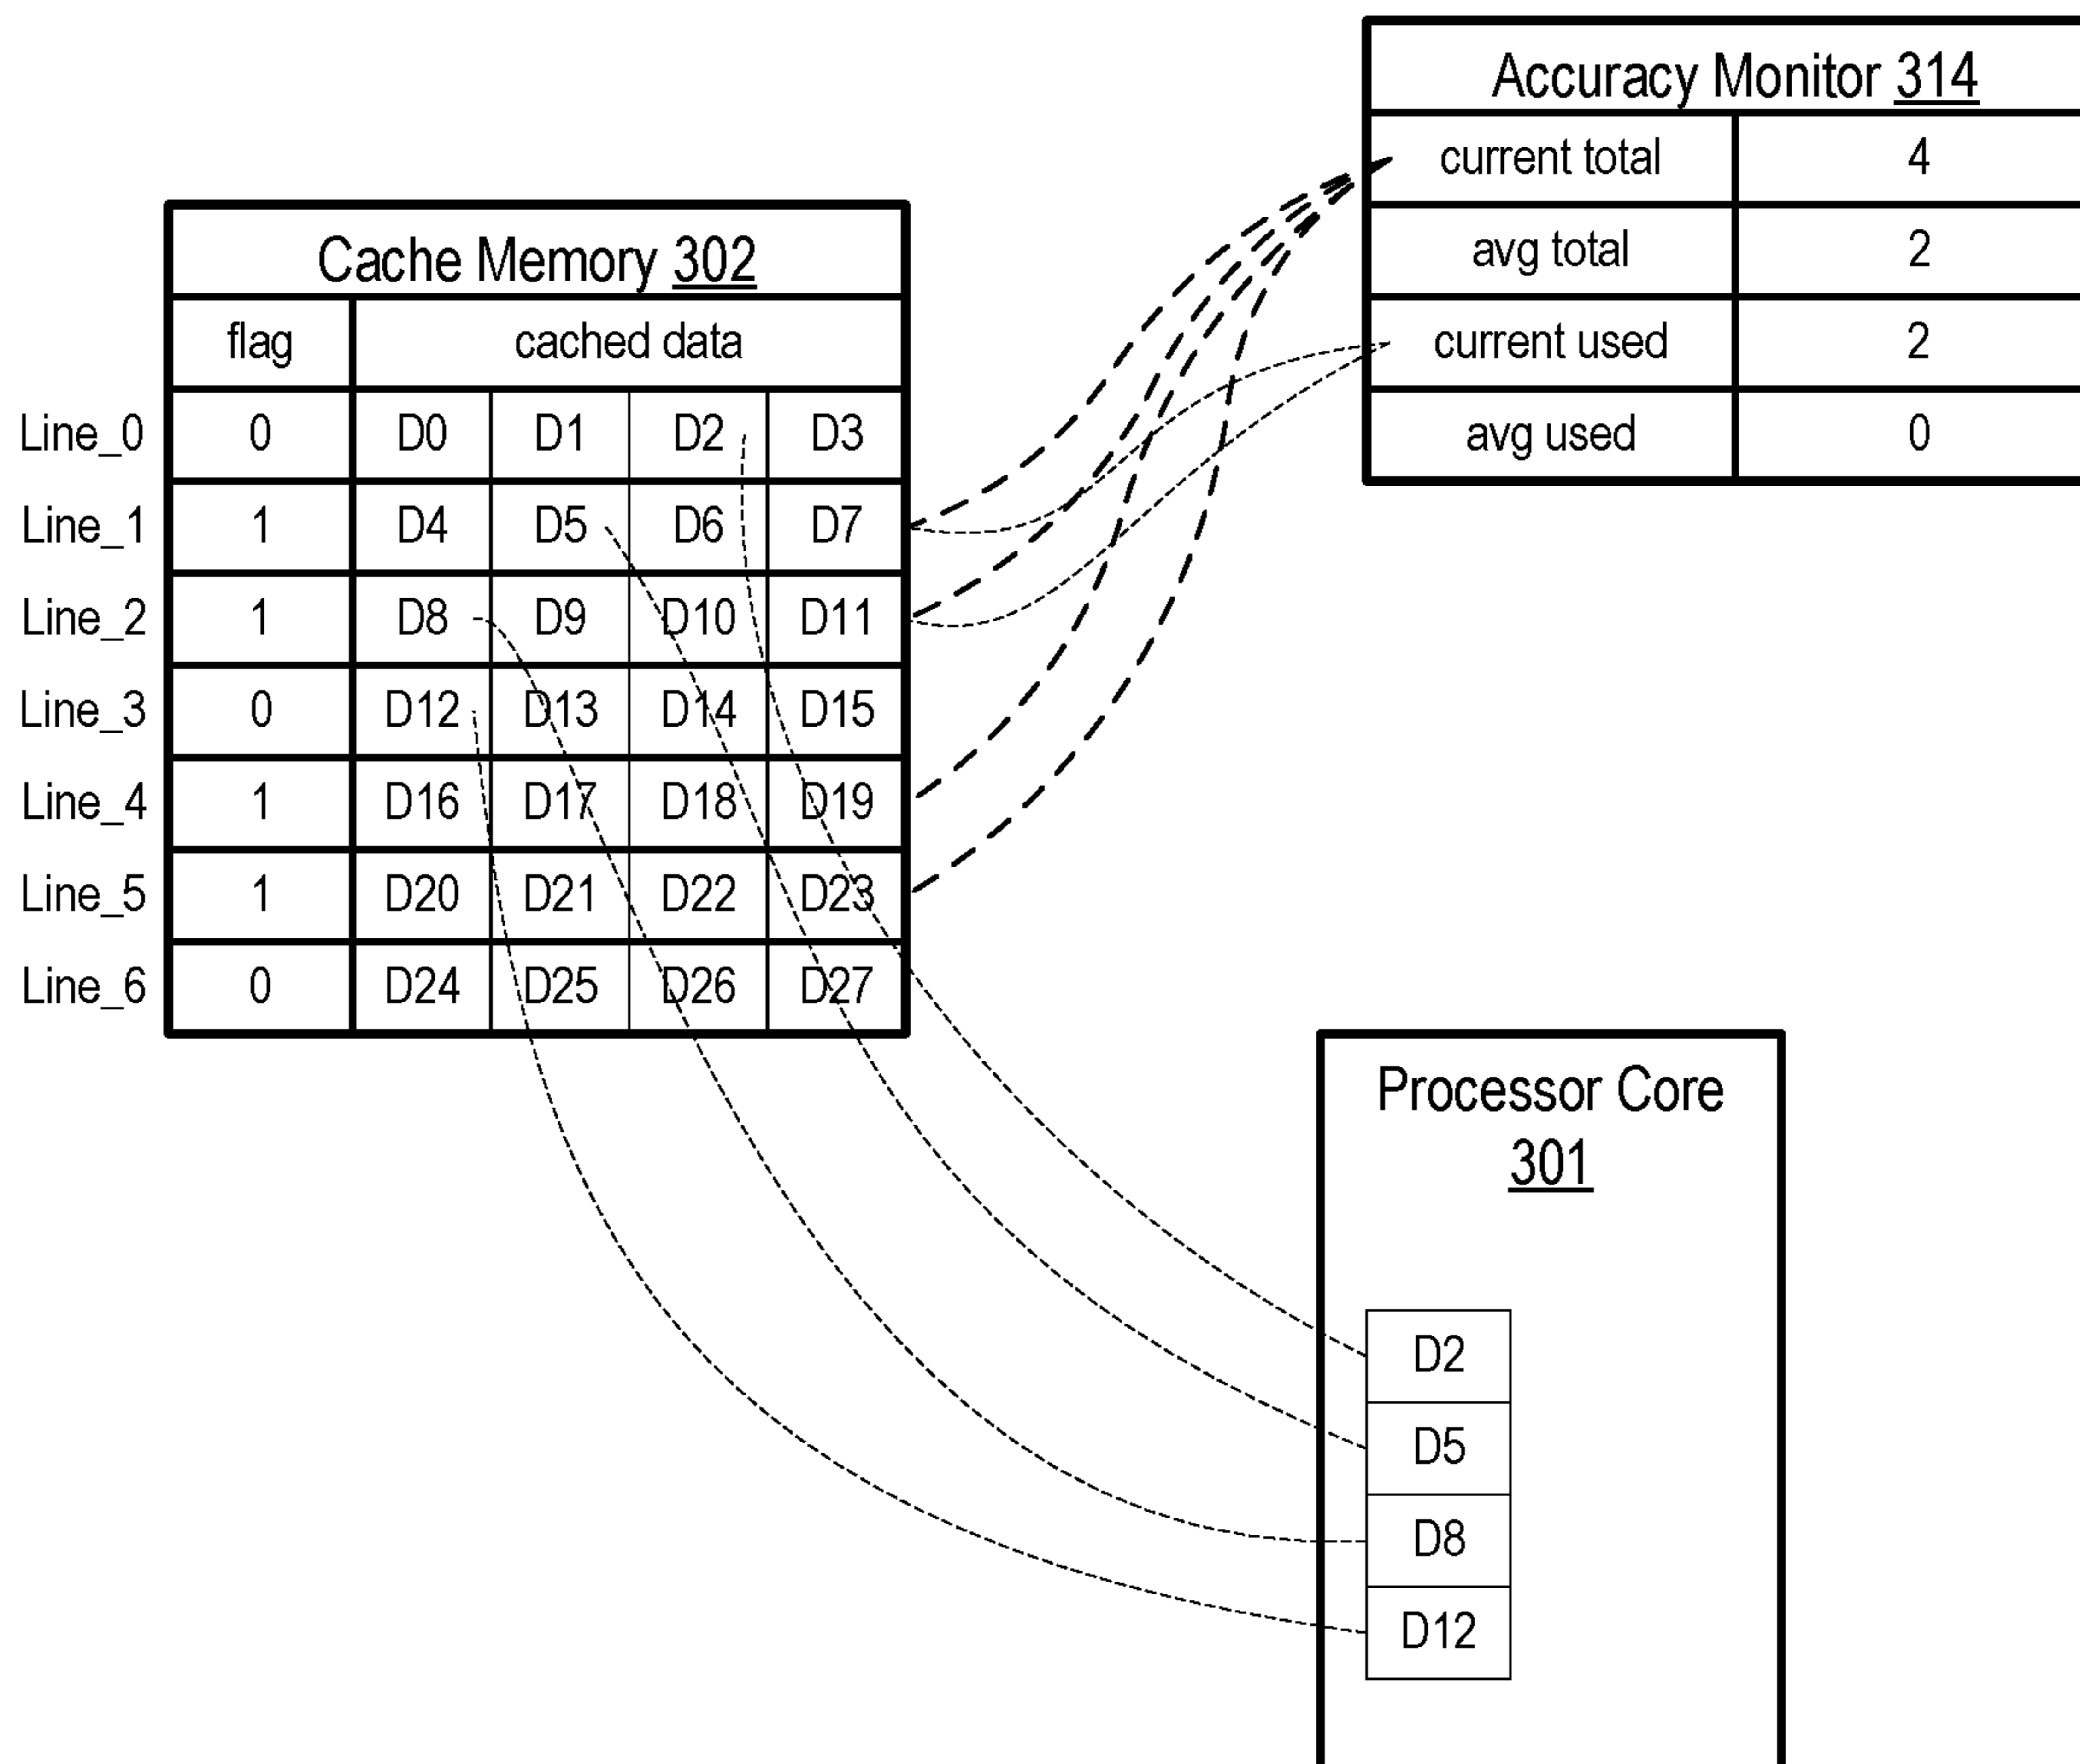 Accuracy Monitor 314
current total 4
avg total 2
current used 2
avg used 0
Cache Memory 302
flag cached data
Line_0 0 D0 D1 D2 D3
Line_1 1 D4 D5 D6 D7
Line_2 1 D8 D9 D10 D11
Line_3 0 D12 D13 D14 D15
Line_4 1 D16 D17 D18 D19
Line_5 1 D20 D21 D22 D23
Line_6 0 D24 D25 D26 D27
Processor Core
301
D2
D5
D8
D12